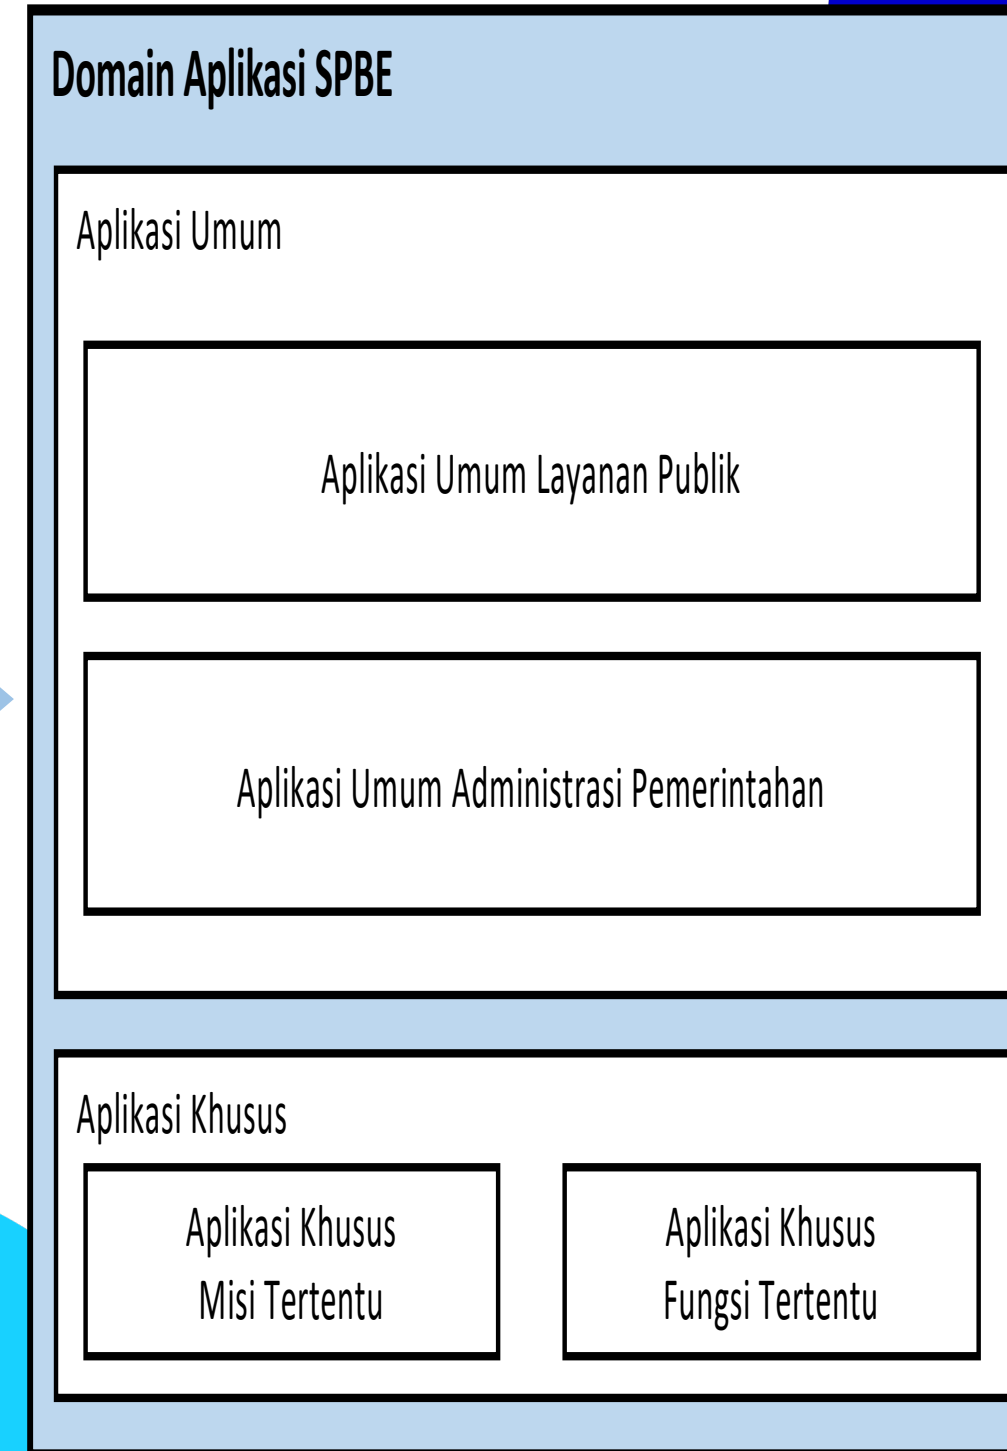 Domain Aplikasi SPBE
Aplikasi Umum
Aplikasi Umum Layanan Publik
Aplikasi Umum Administrasi Pemerintahan
Aplikasi Khusus
Aplikasi Khusus
Misi Tertentu
Aplikasi Khusus
Fungsi Tertentu